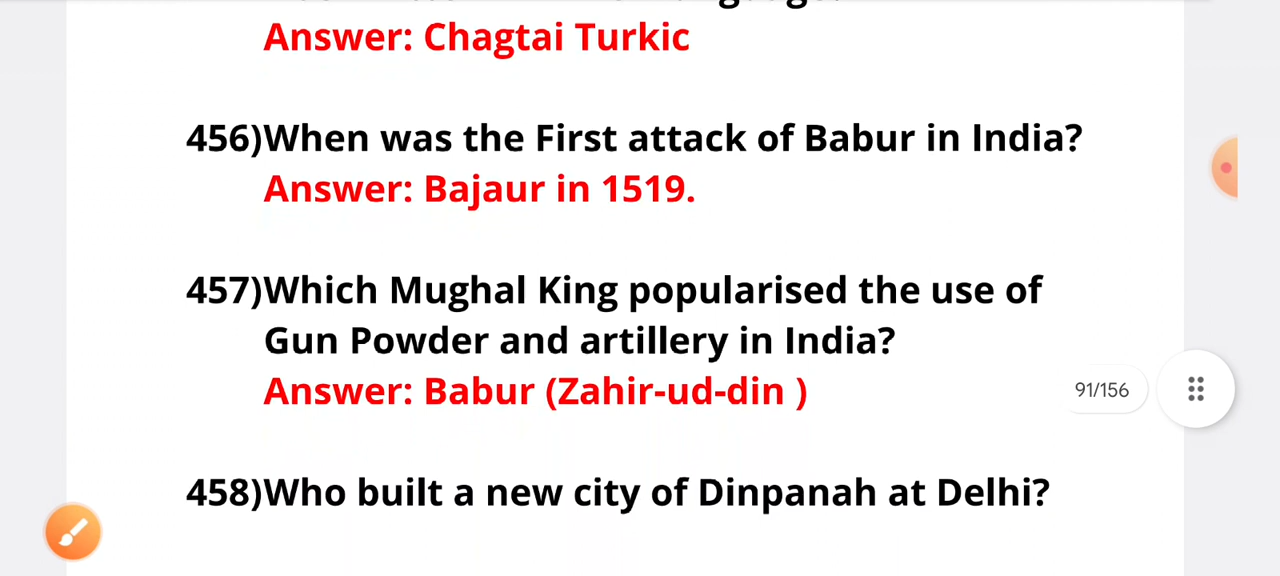 Answer: Chagtai Turkic
456)When was the First attack of Babur in India?
Answer: Bajaur in 1519.
457)Which Mughal King popularised the use of
Gun Powder and artillery in India?
Answer: Babur (Zahir-ud-din )
91/156
458)Who built a new city of Dinpanah at Delhi?